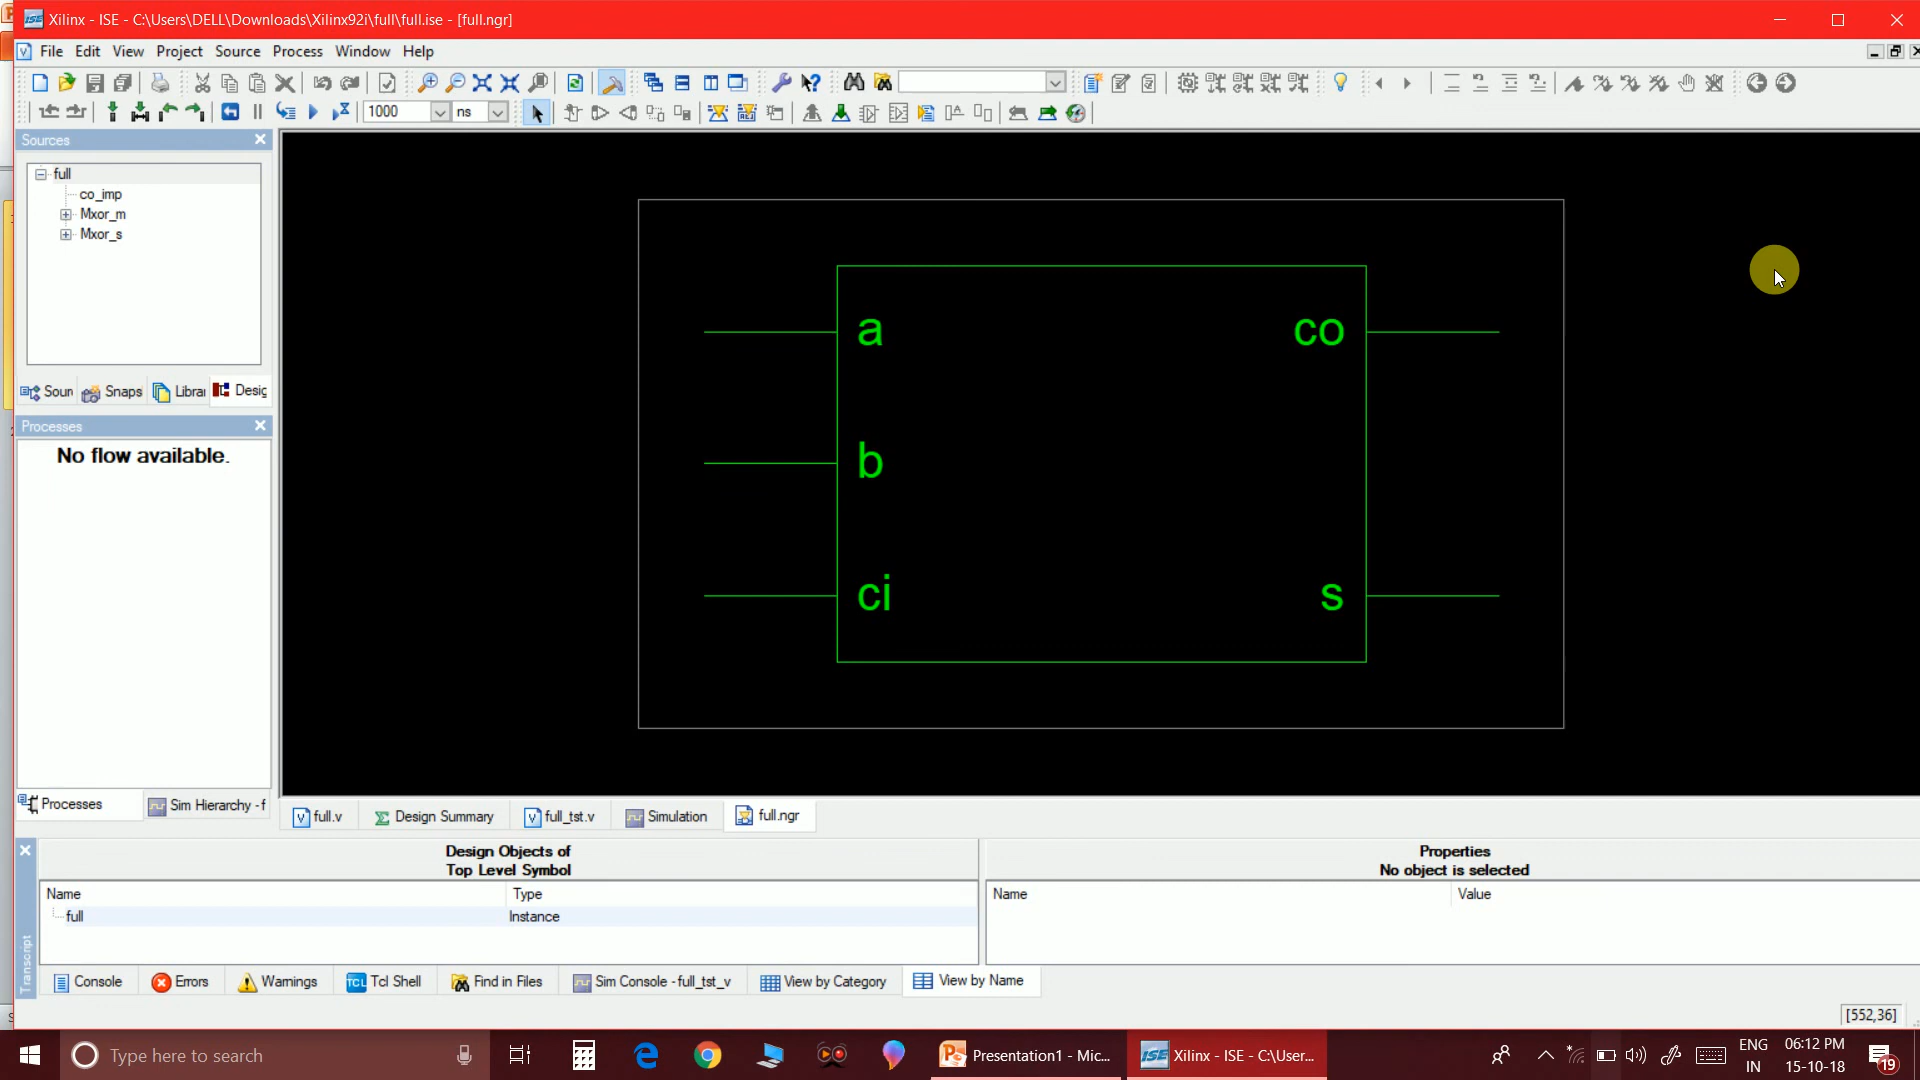 Xilinx - ISE - C:\Users\DELL\Downloads\Xilinx92i\full\full.ise - [full.ngr]
File Edit View Project Source Process Window Help
1000 ns
Sources
full
co_imp
Mxor_m
Mxor_s
Sour Snaps Librar Desig
Processes
No flow available.
Processes Sim Hierarchy - f
a
b
ci
co
s
full.v Design Summary full_tst.v Simulation full.ngr
Transcript
Design Objects of
Top Level Symbol
Name Type
full Instance
Properties
No object is selected
Name Value
Console Errors Warnings Tcl Shell Find in Files Sim Console - full_tst_v View by Category View by Name
[552,36]
Type here to search
Presentation1 - Mic...
Xilinx - ISE - C:\User...
ENG
IN
06:12 PM
15-10-18
19